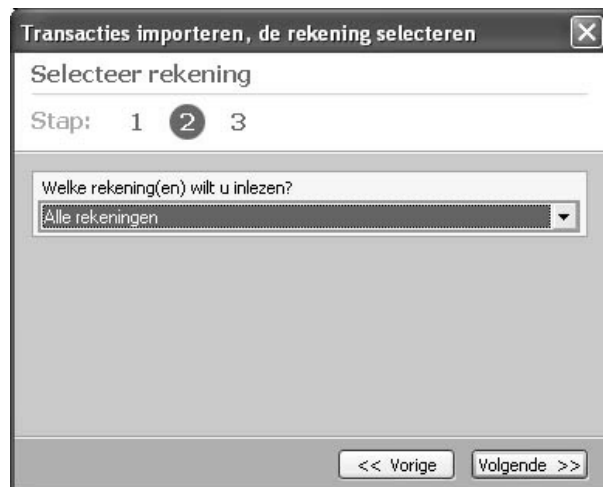 Transacties importeren, de rekening selecteren
Selecteer rekening
Stap: 1 2 3
Welke rekening(en) wilt u inlezen?
Alle rekeningen
<< Vorige Volgende >>